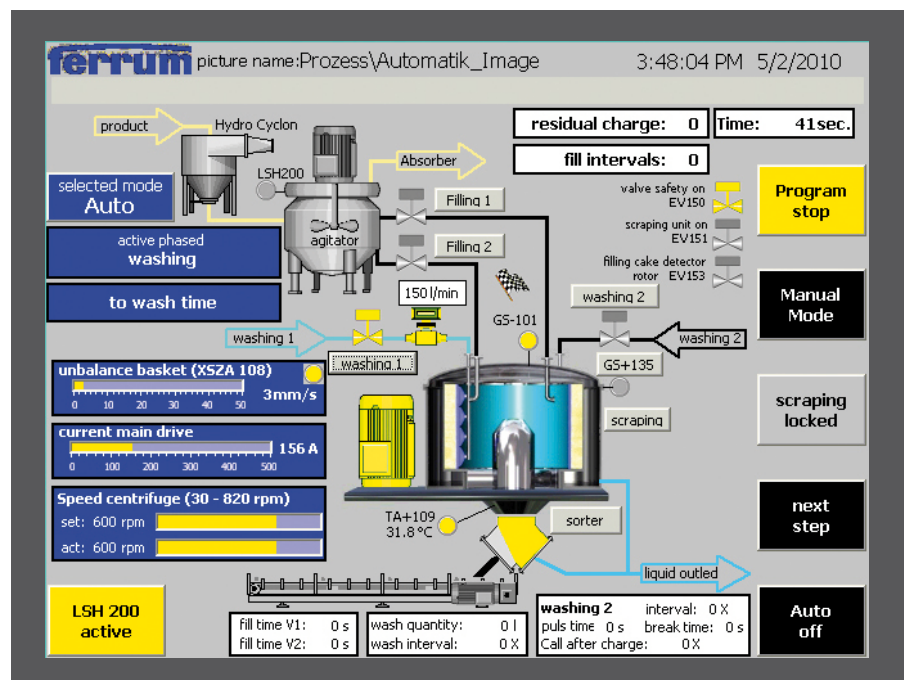 ferrum picture name:Prozess\Automatik_Image 3:48:04 PM 5/2/2010
residual charge: 0 Time: 41sec.
fill intervals: 0
product
Hydro Cyclon
LSH200
Absorber
selected mode
Auto
active phased
washing
to wash time
agitator
Filling 1
Filling 2
valve safety on
EV150
scraping unit on
EV151
filling cake detector
rotor EV153
Program
stop
Manual
Mode
scraping
locked
next
step
Auto
off
150 l/min
washing 2
washing 1
washing 1
GS-101
washing 2
GS+135
scraping
unbalance basket (XSZA 108)
3mm/s
0 10 20 30 40 50
current main drive
156 A
0 100 200 300 400 500
Speed centrifuge (30 - 820 rpm)
set: 600 rpm
act: 600 rpm
TA+109
31.8°C
sorter
liquid outled
LSH 200
active
fill time V1: 0 s
fill time V2: 0 s
wash quantity: 0 l
wash interval: 0 X
washing 2 interval: 0 X
puls time 0 s break time: 0 s
Call after charge: 0 X